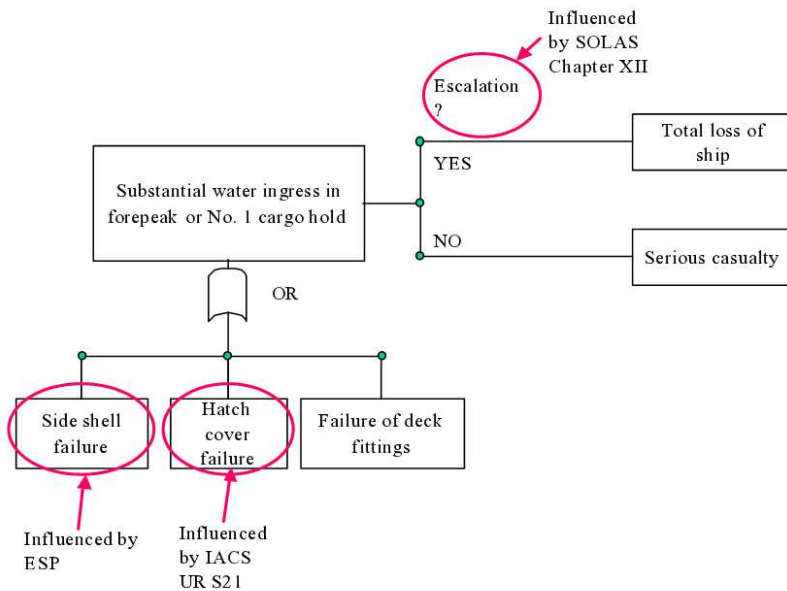 Influenced
by SOLAS
Chapter XII
Escalation
?
Total loss of
ship
YES
Substantial water ingress in
forepeak or No. 1 cargo hold
NO
Serious casualty
OR
Side shell
failure
Hatch
cover
failure
Failure of deck
fittings
Influenced by
ESP
Influenced
by IACS
UR S21